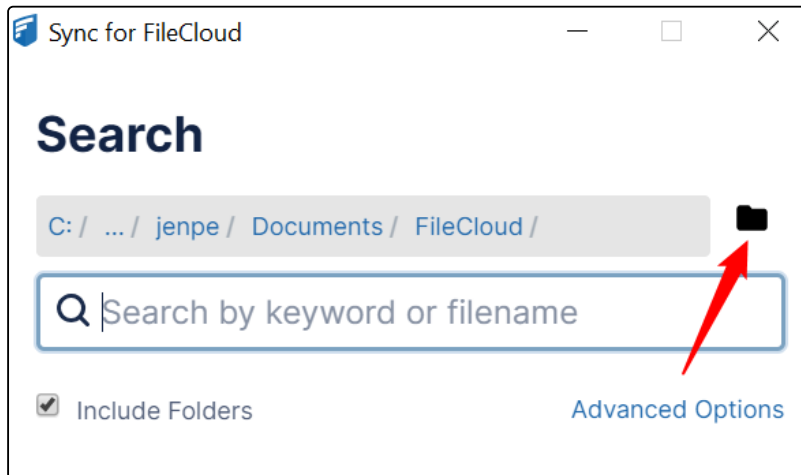 Sync for FileCloud
Search
C: / ... / jenpe / Documents / FileCloud /
Search by keyword or filename
Include Folders
Advanced Options